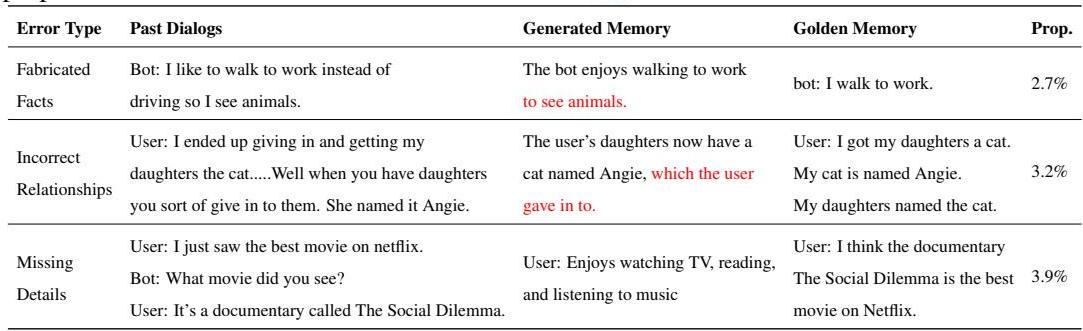 Error Type Past Dialogs Generated Memory Golden Memory Prop.
Fabricated Facts
Bot: I like to walk to work instead of
driving so I see animals.
The bot enjoys walking to work
to see animals.
bot: I walk to work.
2.7%
Incorrect
Relationships
User: I ended up giving in and getting my
daughters the cat.....Well when you have daughters
you sort of give in to them. She named it Angie.
The user's daughters now have a
cat named Angie, which the user
gave in to.
User: I got my daughters a cat.
My cat is named Angie.
My daughters named the cat.
3.2%
Missing
Details
User: I just saw the best movie on netflix.
Bot: What movie did you see?
User: It's a documentary called The Social Dilemma.
User: Enjoys watching TV, reading,
and listening to music
User: I think the documentary
The Social Dilemma is the best
movie on Netflix.
3.9%